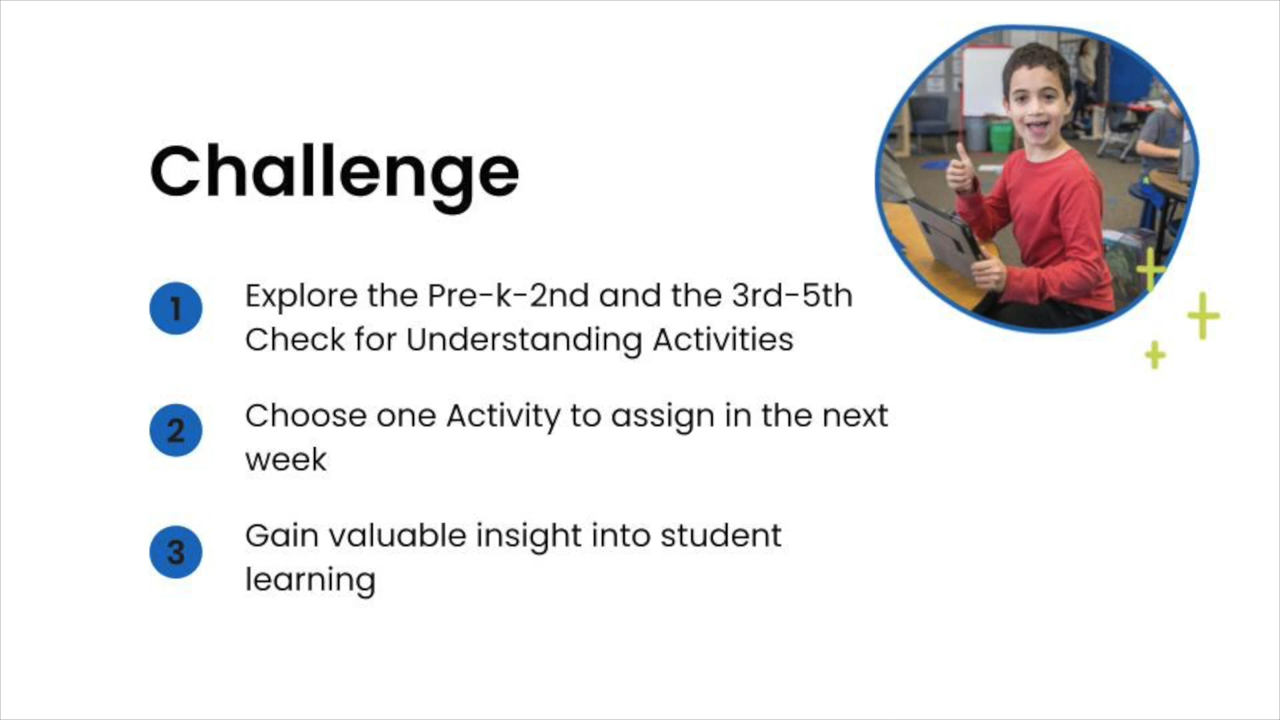 Challenge
1
Explore the Pre-k-2nd and the 3rd-5th
Check for Understanding Activities
2
Choose one Activity to assign in the next
week
3
Gain valuable insight into student
learning